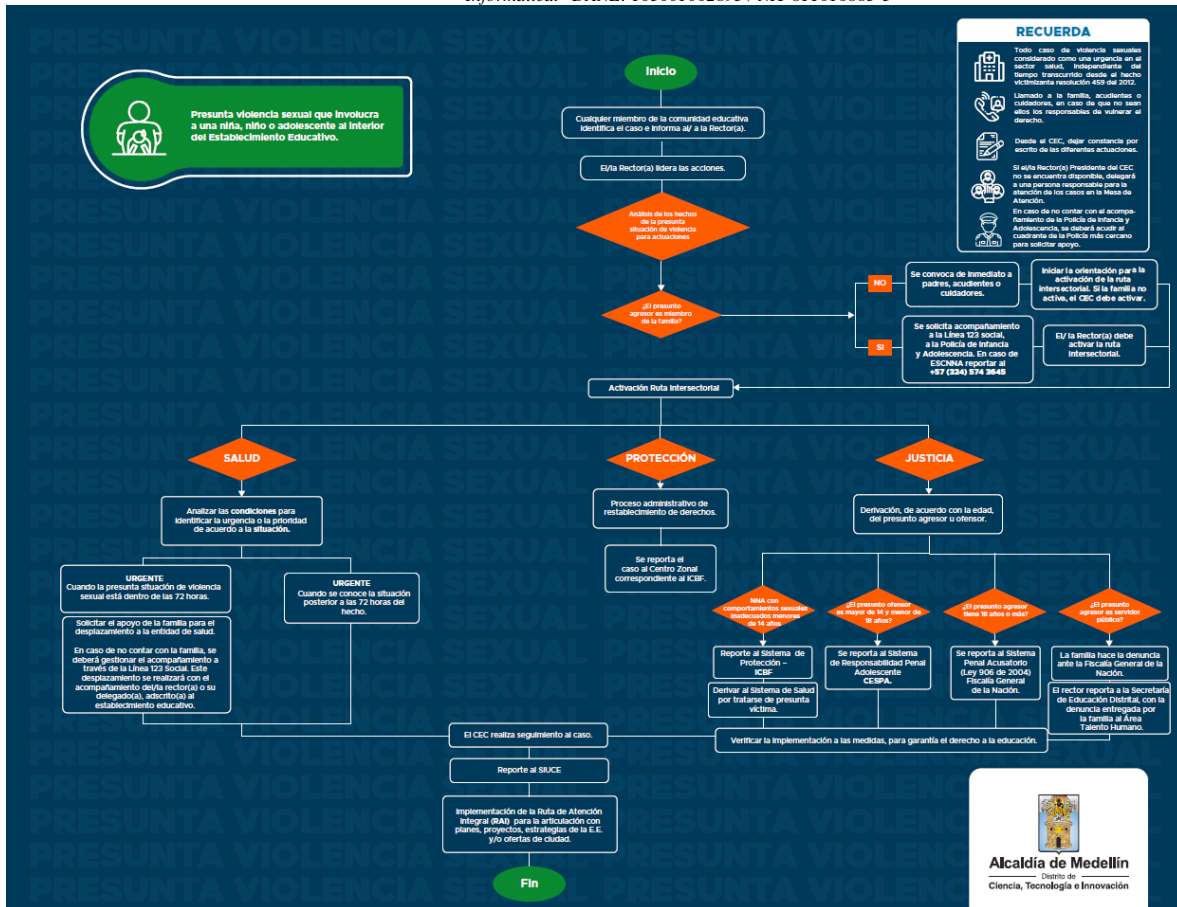 Presunta violencia sexual que involucra
a una niña, niño o adolescente al interior
del Establecimiento Educativo.
Inicio
Cualquier miembro de la comunidad educativa
identifica el caso e informa al/ a la Rector(a).
El/la Rector(a) lidera las acciones.
Análisis de los hechos
de la presunta
situación de violencia
para actuaciones
¿El presunto
agresor es miembro
de la familia?
RECUERDA
Todo caso de violencia sexuales
considerado como una urgencia en el
sector salud, independiente del
tiempo transcurrido desde el hecho
victimizante resolución 459 del 2012.
Llamado a la familia, acudientes o
cuidadores, en caso de que no sean
ellos los responsables de vulnerar el
derecho.
Desde el CEC, dejar constancia por
escrito de las diferentes actuaciones.
Si el/la Rector(a) Presidente del CEC
no se encuentra disponible, delegará
a una persona responsable para la
atención de los casos en la Mesa de
Atención.
En caso de no contar con el acompa-
ñamiento de la Policía de Infancia y
Adolescencia, se deberá acudir al
cuadrante de la Policía más cercano
para solicitar apoyo.
NO
Se convoca de inmediato a
padres, acudientes o
cuidadores.
Iniciar la orientación para la
activación de la ruta
intersectorial. Si la familia no
activa, el CEC debe activar.
SI
Se solicita acompañamiento
a la Línea 123 social,
a la Policía de Infancia
y Adolescencia. En caso de
ESCNNA reportar al
+57 (324) 574 3645
El/ la Rector(a) debe
activar la ruta
intersectorial.
Activación Ruta Intersectorial
SALUD
Analizar las condiciones para
identificar la urgencia o la prioridad
de acuerdo a la situación.
URGENTE
Cuando la presunta situación de violencia
sexual está dentro de las 72 horas.
Solicitar el apoyo de la familia para el
desplazamiento a la entidad de salud.
En caso de no contar con la familia, se
deberá gestionar el acompañamiento a
través de la Línea 123 Social. Este
desplazamiento se realizará con el
acompañamiento del/la rector(a) o su
delegado(a), adscrito(a) al
establecimiento educativo.
URGENTE
Cuando se conoce la situación
posterior a las 72 horas del
hecho.
PROTECCIÓN
Proceso administrativo de
restablecimiento de derechos.
Se reporta el
caso al Centro Zonal
correspondiente al ICBF.
JUSTICIA
Derivación, de acuerdo con la edad,
del presunto agresor u ofensor.
NNA con
comportamientos sexuales
inadecuados menores
de 14 años
Reporte al Sistema de
Protección –
ICBF
Derivar al Sistema de Salud
por tratarse de presunta
víctima.
¿El presunto ofensor
es mayor de 14 y menor de
18 años?
Se reporta al Sistema
de Responsabilidad Penal
Adolescente
CESPA.
¿El presunto agresor
tiene 18 años o más?
Se reporta al Sistema
Penal Acusatorio
(Ley 906 de 2004)
Fiscalía General
de la Nación.
¿El presunto
agresor es servidor
público?
La familia hace la denuncia
ante la Fiscalía General de la
Nación.
El rector reporta a la Secretaría
de Educación Distrital, con la
denuncia entregada por
la familia al Área
Talento Humano.
Verificar la implementación a las medidas, para garantía el derecho a la educación.
El CEC realiza seguimiento al caso.
Reporte al SIUCE
Implementación de la Ruta de Atención
Integral (RAI) para la articulación con
planes, proyectos, estrategias de la E.E.
y/o ofertas de ciudad.
Fin
Alcaldía de Medellín
Distrito de
Ciencia, Tecnología e Innovación